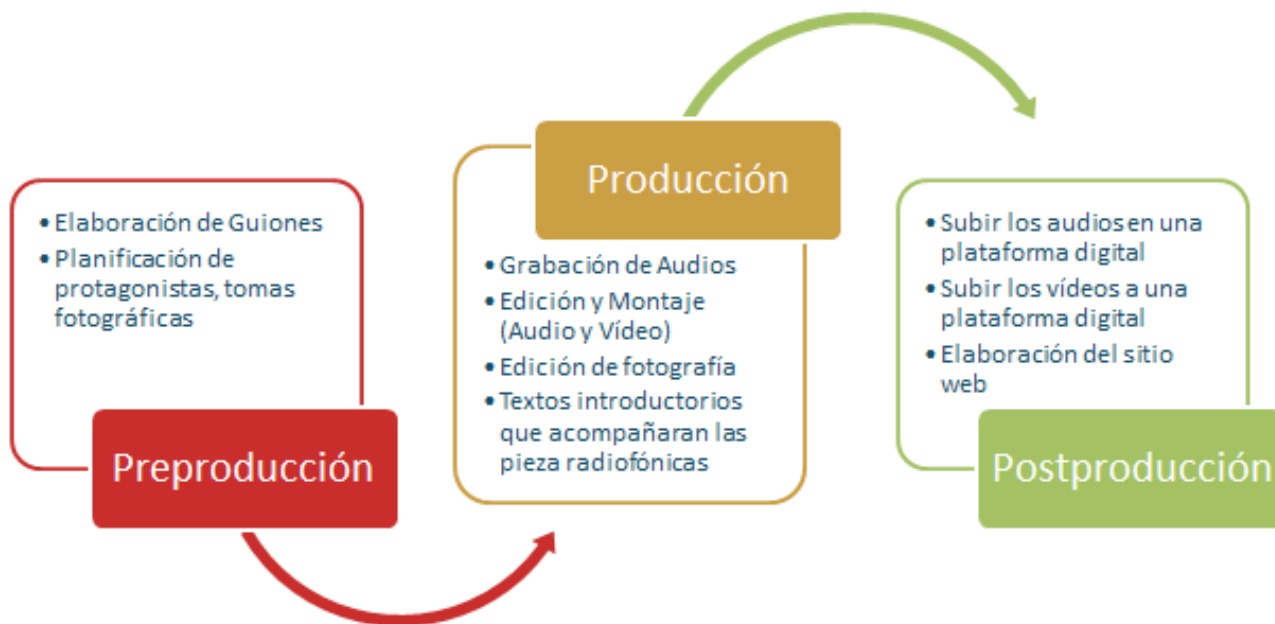 • Elaboración de Guiones
• Planificación de
protagonistas, tomas
fotográficas
Preproducción
Producción
• Grabación de Audios
• Edición y Montaje
(Audio y Vídeo)
• Edición de fotografía
• Textos introductorios
que acompañaran las
pieza radiofónicas
• Subir los audios en una
plataforma digital
• Subir los vídeos a una
plataforma digital
• Elaboración del sitio
web
Postproducción